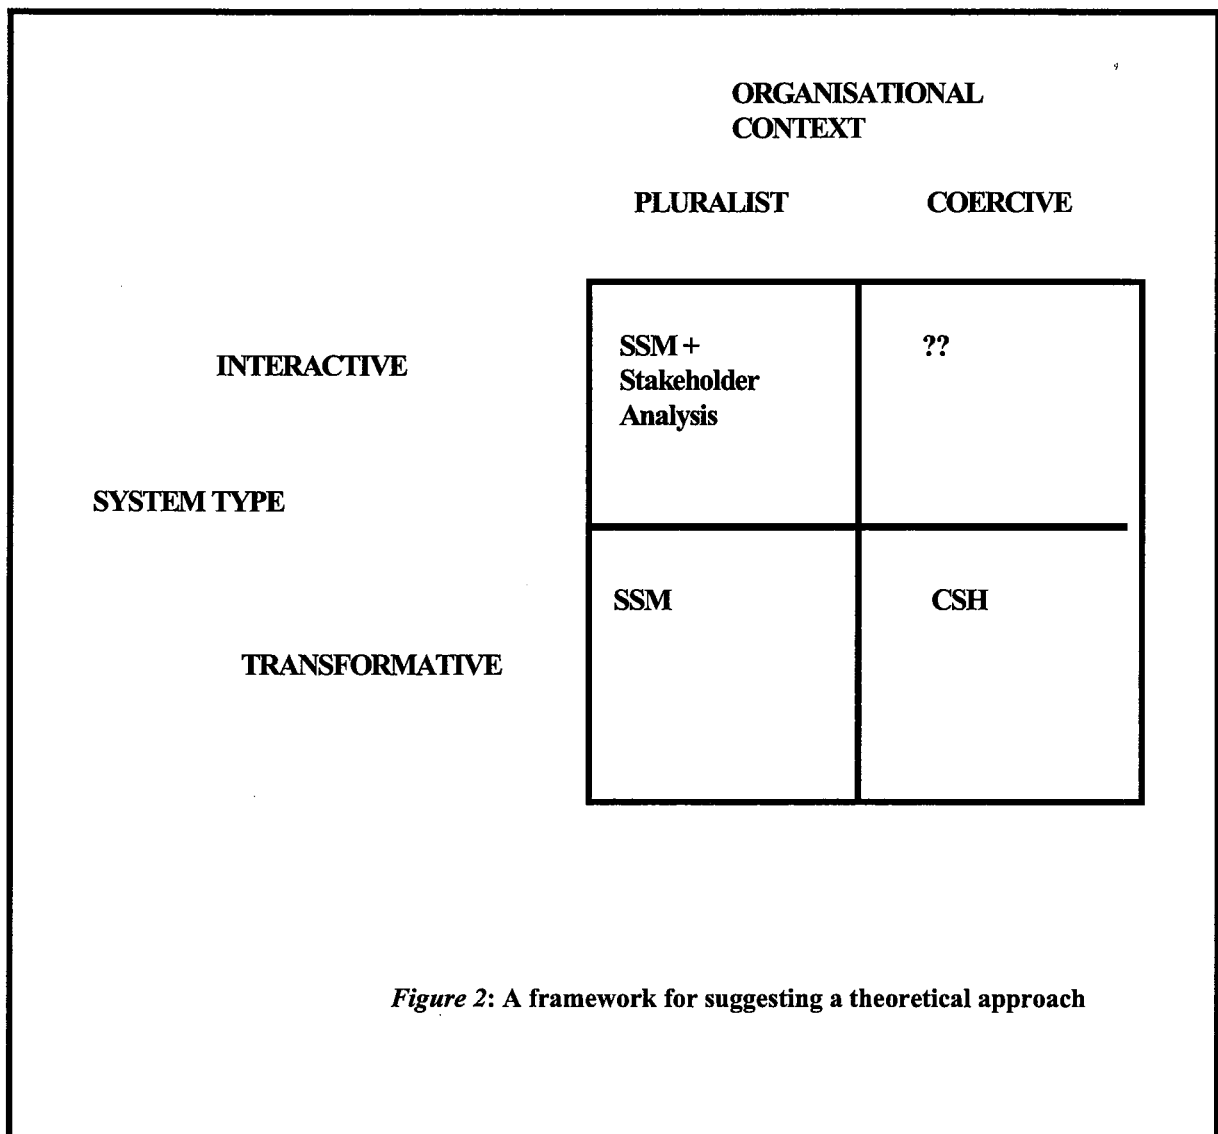 ORGANISATIONAL
CONTEXT
PLURALIST COERCIVE
INTERACTIVE
SSM +
Stakeholder
Analysis
??
SYSTEM TYPE
SSM
CSH
TRANSFORMATIVE
Figure 2: A framework for suggesting a theoretical approach